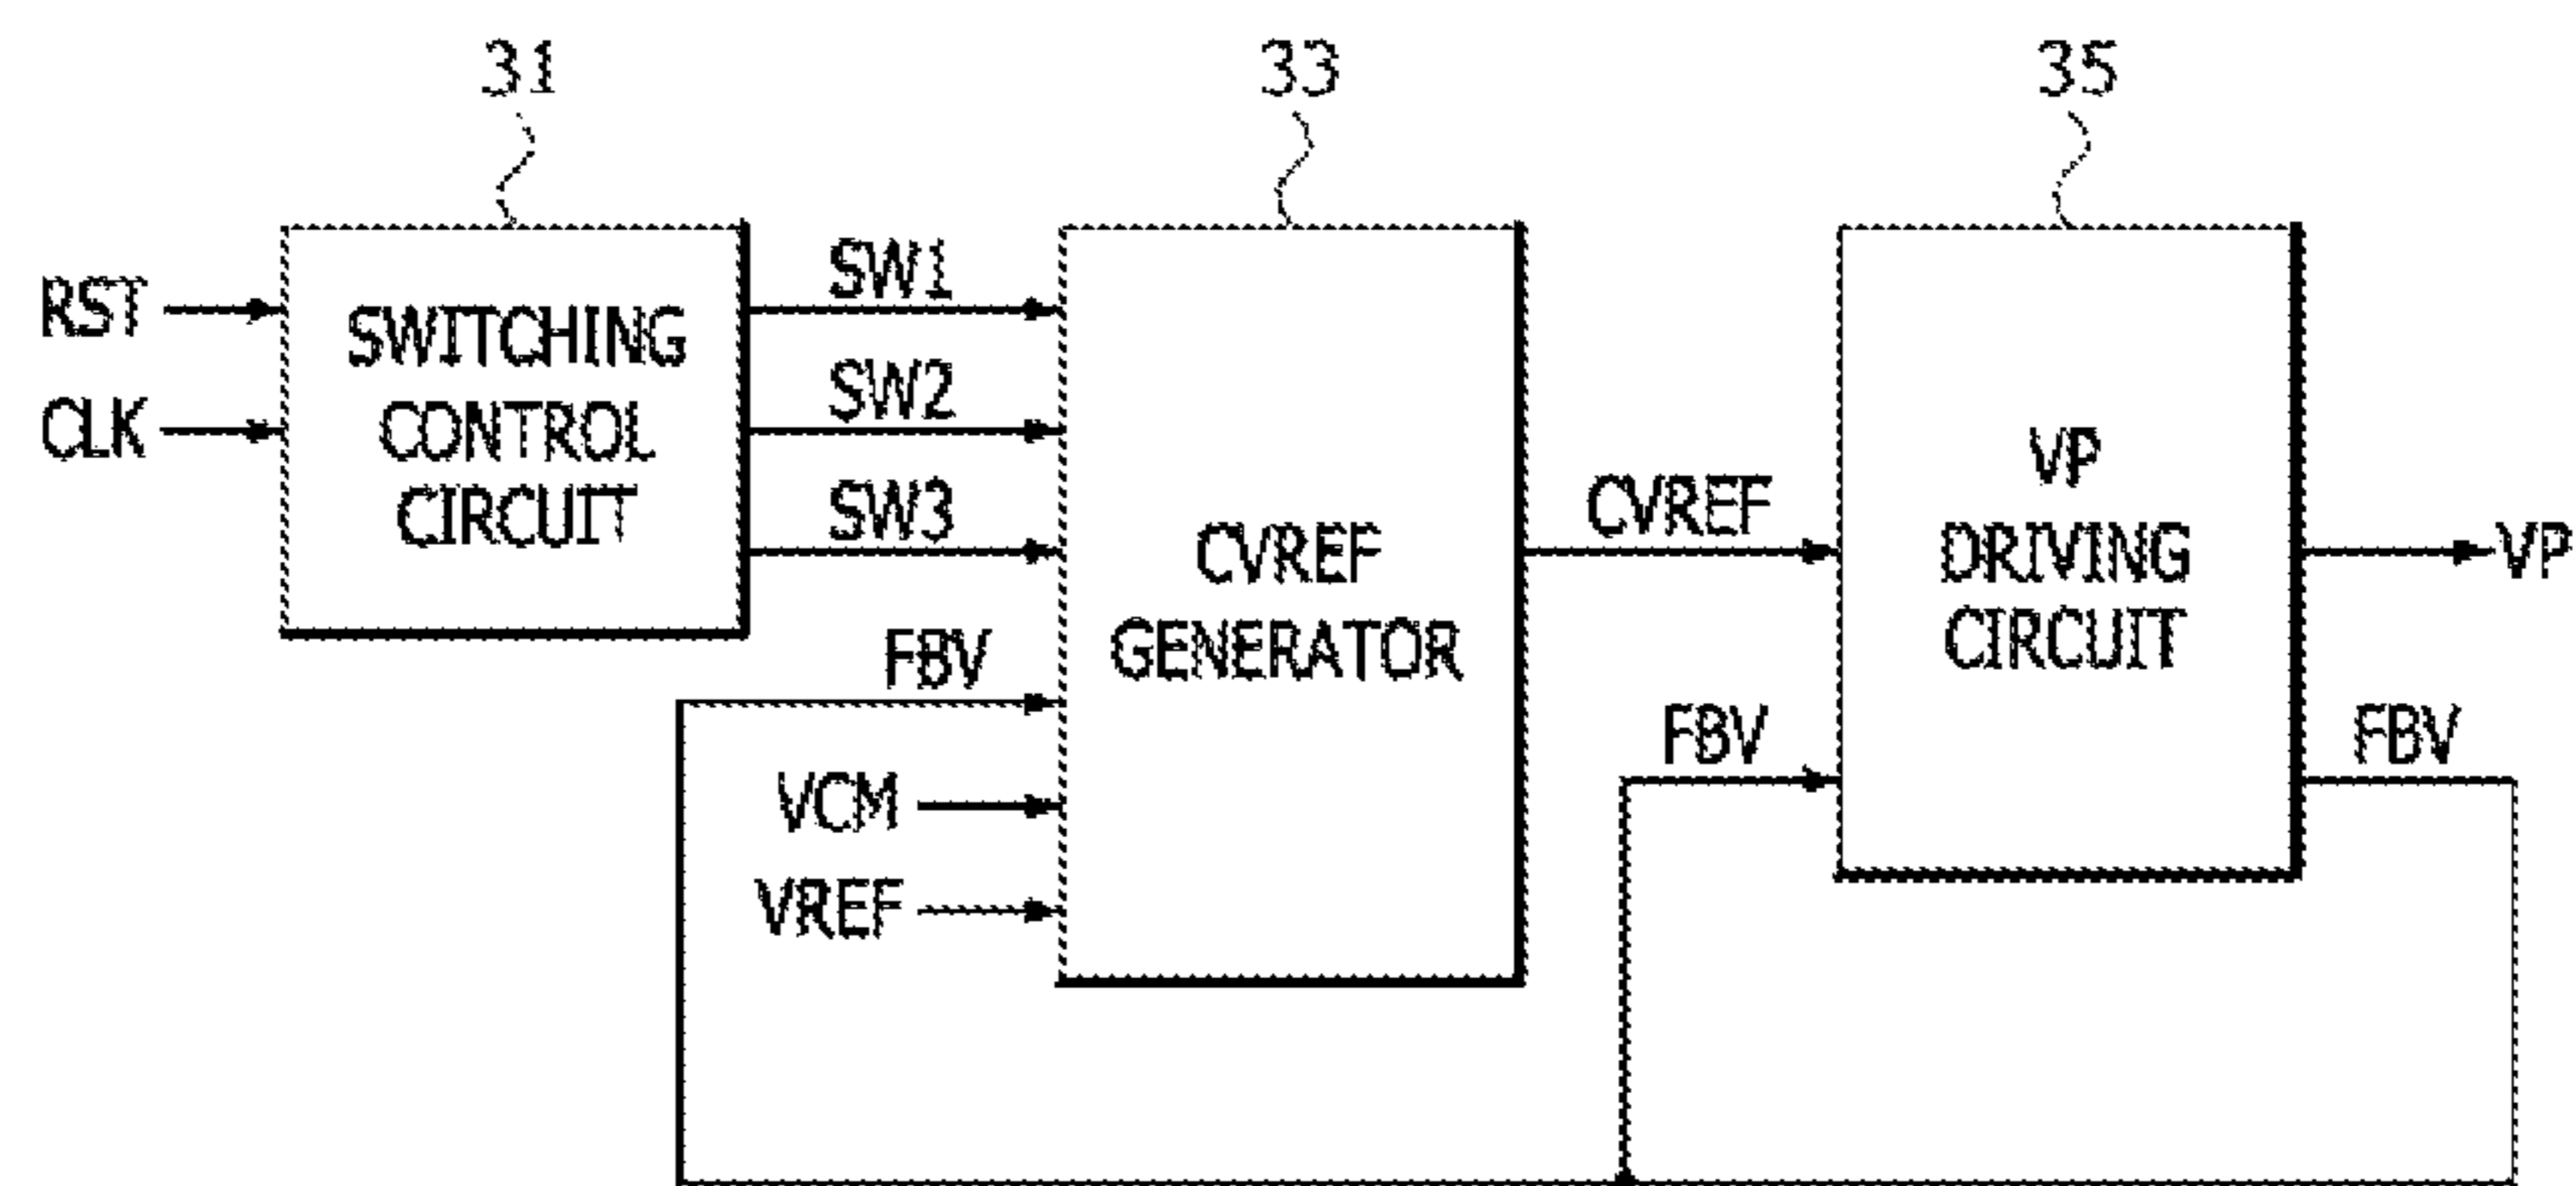 31
33
35
RST
CLK
SWITCHING
CONTROL
CIRCUIT
SW1
SW2
SW3
FBV
VCM
VREF
CVREF
GENERATOR
CVREF
FBV
VP
DRIVING
CIRCUIT
VP
FBV